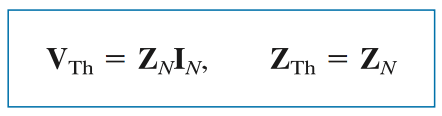 V_Th = Z_N I_N, Z_Th = Z_N